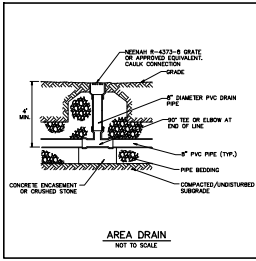 NEENAH R-4373-6 GRATE
OR APPROVED EQUIVALENT.
CAULK CONNECTION
GRADE
4'
MIN.
8" DIAMETER PVC DRAIN
PIPE
90° TEE OR ELBOW AT
END OF LINE
8" PVC PIPE (TYP.)
PIPE BEDDING
CONCRETE ENCASEMENT
OR CRUSHED STONE
COMPACTED/UNDISTURBED
SUBGRADE
AREA DRAIN
NOT TO SCALE